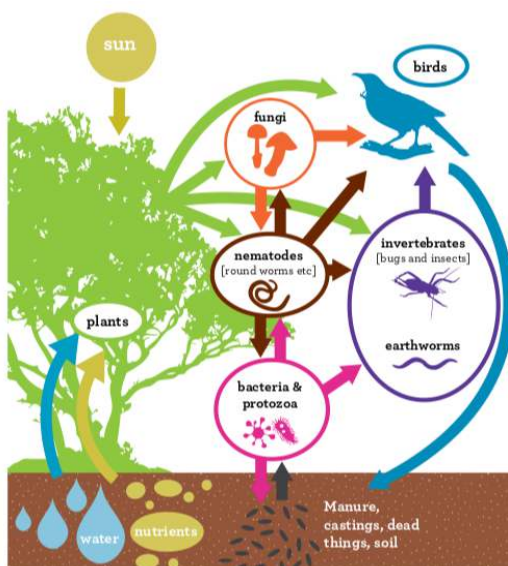 sun
birds
fungi
nematodes
[round worms etc]
invertebrates
[bugs and insects]
plants
earthworms
bacteria &
protozoa
Manure,
castings, dead
things, soil
water
nutrients